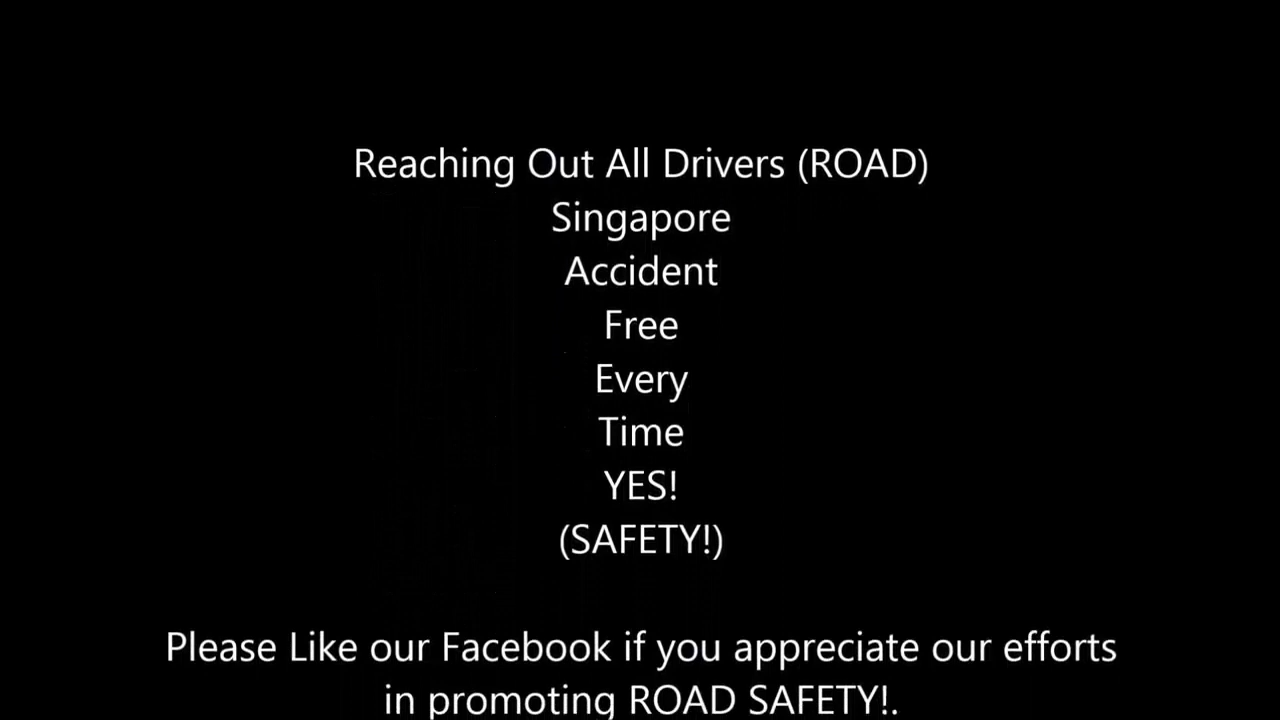 Reaching Out All Drivers (ROAD)
Singapore
Accident
Free
Every
Time
YES!
(SAFETY!)
Please Like our Facebook if you appreciate our efforts
in promoting ROAD SAFETY!.